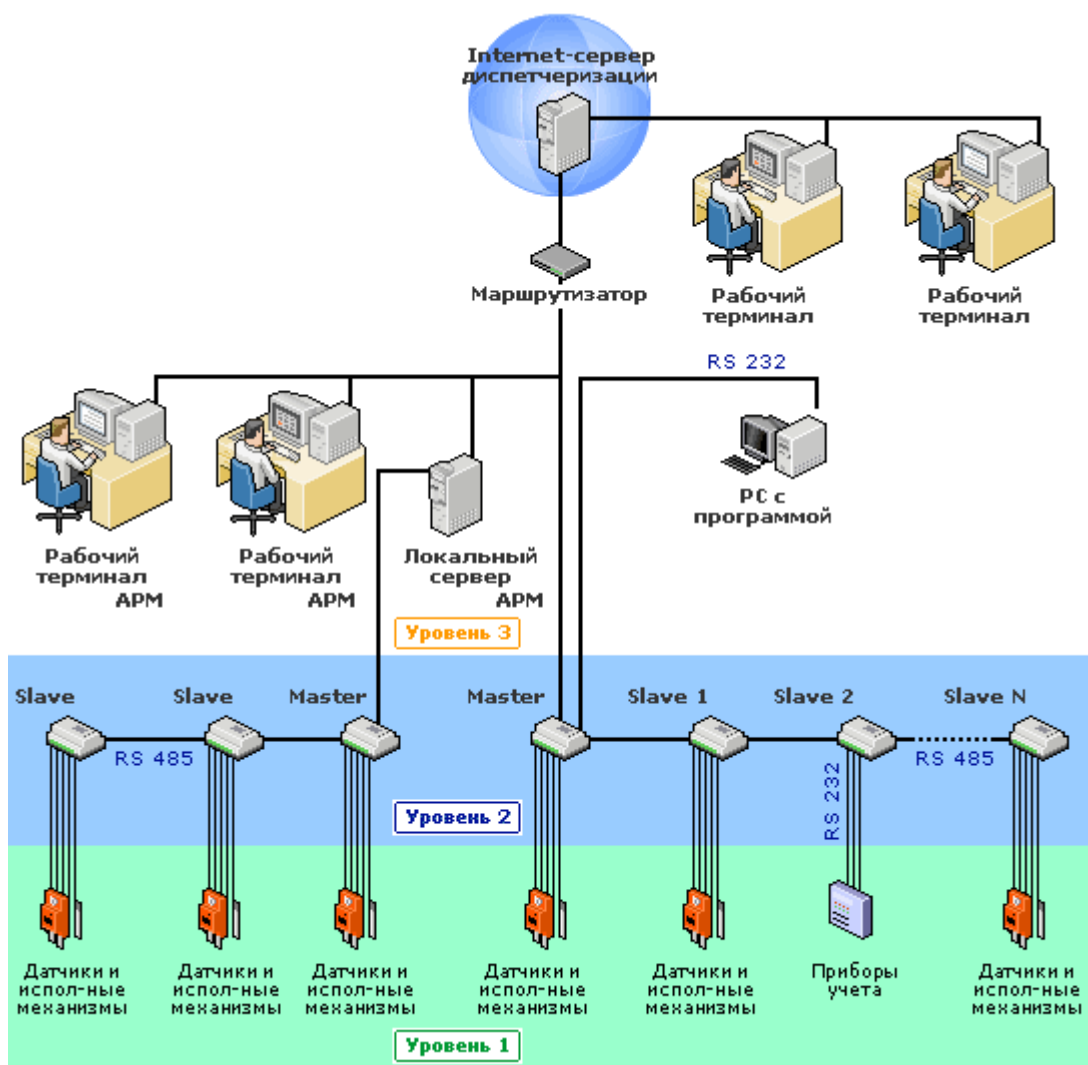 Internet-сервер
диспетчеризации
Маршрутизатор
Рабочий
терминал
Рабочий
терминал
RS 232
PC с
программой
Рабочий
терминал
АРМ
Рабочий
терминал
АРМ
Локальный
сервер
АРМ
Уровень 3
Slave
Slave
Master
Master
Slave 1
Slave 2
Slave N
RS 485
RS 485
RS 232
Уровень 2
Датчики и
испол-ные
механизмы
Датчики и
испол-ные
механизмы
Датчики и
испол-ные
механизмы
Датчики и
испол-ные
механизмы
Датчики и
испол-ные
механизмы
Приборы
учета
Датчики и
испол-ные
механизмы
Уровень 1